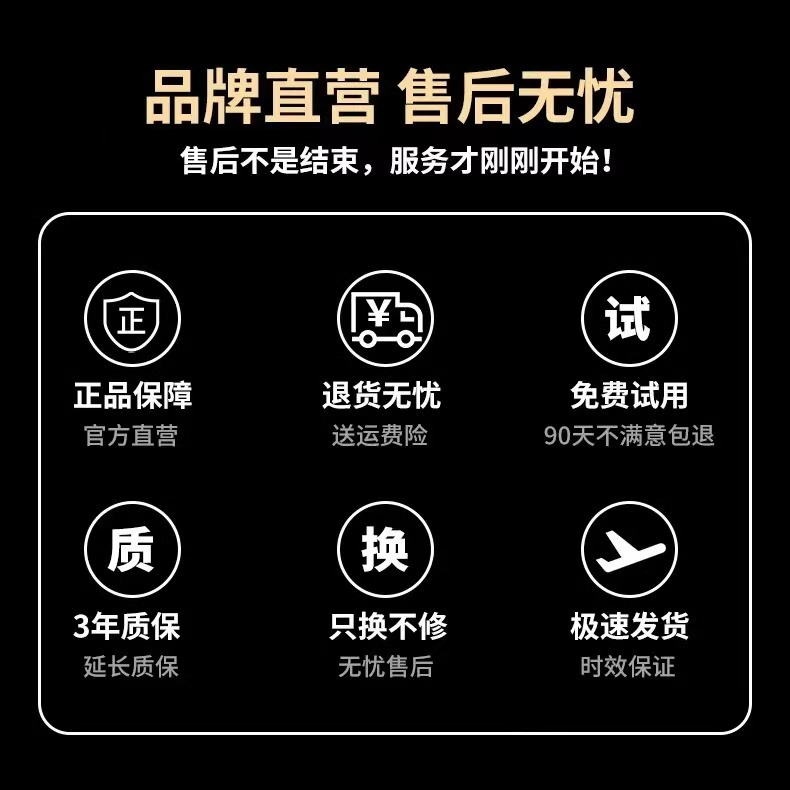 品牌直营 售后无忧
售后不是结束，服务才刚刚开始！
正
¥
试
正品保障
退货无忧
免费试用
官方直营
送运费险
90天不满意包退
质
换
3年质保
只换不修
极速发货
延长质保
无忧售后
时效保证